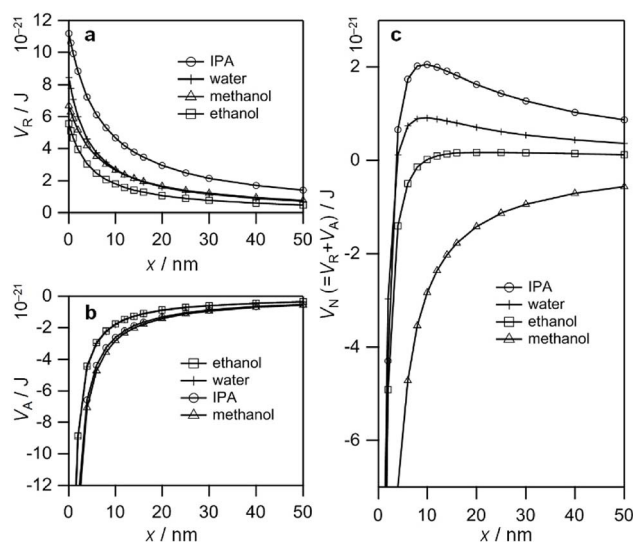 a
10⁻²¹
V_R / J
12
10
8
6
4
2
0
IPA
water
methanol
ethanol
0 10 20 30 40 50
x / nm
b
10⁻²¹
V_A / J
0
-2
-4
-6
-8
-10
-12
ethanol
water
IPA
methanol
0 10 20 30 40 50
x / nm
c
10⁻²¹
V_N (=V_R+V_A) / J
2
0
-2
-4
-6
IPA
water
ethanol
methanol
0 10 20 30 40 50
x / nm